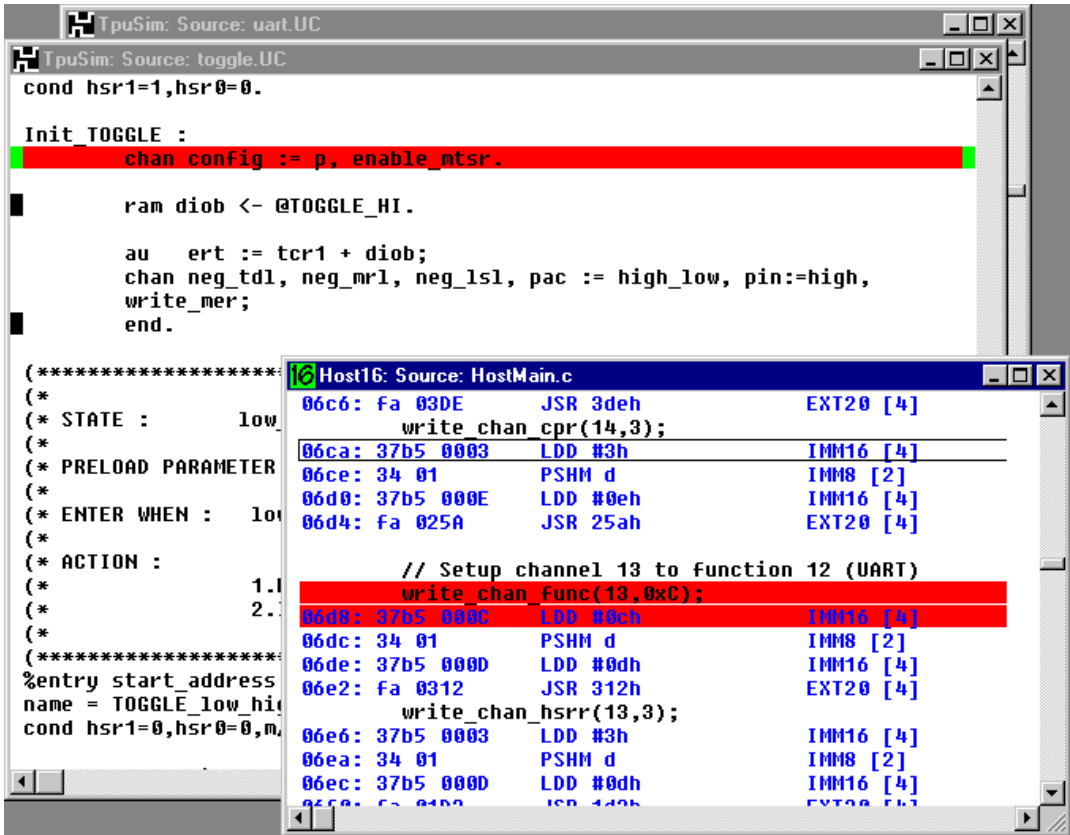 TpuSim: Source: uart.UC
TpuSim: Source: toggle.UC
cond hsr1=1,hsr0=0.
Init_TOGGLE :
chan config := p, enable_mtsr.
ram diob <- @TOGGLE_HI.
au ert := tcr1 + diob;
chan neg_tdl, neg_mrl, neg_lsl, pac := high_low, pin:=high,
write_mer;
end.
(********************
(*
(* STATE : low_
(*
(* PRELOAD PARAMETER
(*
(* ENTER WHEN :
(*
(* ACTION :
(* 1.
(* 2.
(*
(********************
%entry start_address
name = TOGGLE_low_hig
cond hsr1=0,hsr0=0,m
16 Host16: Source: HostMain.c
06c6: fa 03DE JSR 3deh EXT20 [4]
write_chan_cpr(14,3);
06ca: 37b5 0003 LDD #3h IMM16 [4]
06ce: 34 01 PSHM d IMM8 [2]
06d0: 37b5 000E LDD #0eh IMM16 [4]
06d4: fa 025A JSR 25ah EXT20 [4]
// Setup channel 13 to function 12 (UART)
write_chan_func(13,0xC);
06d8: 37b5 000C LDD #0ch IMM16 [4]
06dc: 34 01 PSHM d IMM8 [2]
06de: 37b5 000D LDD #0dh IMM16 [4]
06e2: fa 0312 JSR 312h EXT20 [4]
write_chan_hsrr(13,3);
06e6: 37b5 0003 LDD #3h IMM16 [4]
06ea: 34 01 PSHM d IMM8 [2]
06ec: 37b5 000D LDD #0dh IMM16 [4]